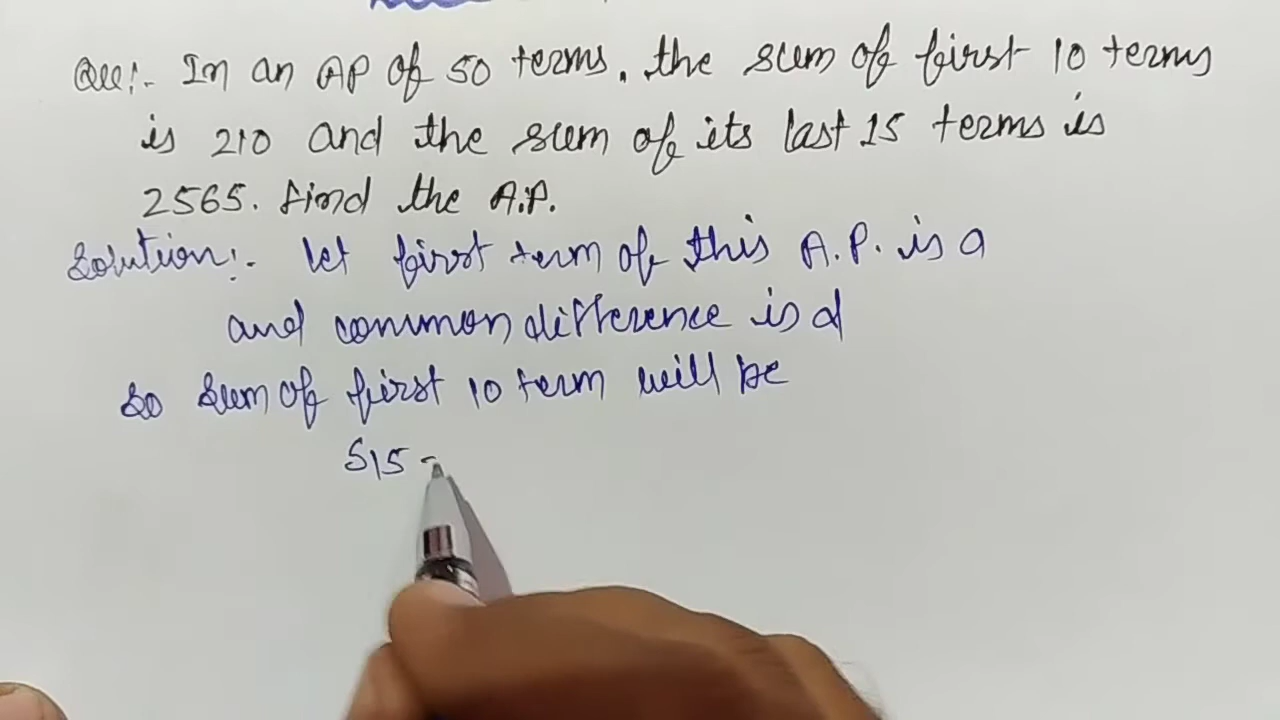 Que:- In an AP of 50 terms, the sum of first 10 terms
is 210 and the sum of its last 15 terms is
2565. Find the A.P.
Solution:- let first term of this A.P. is a
and common difference is d
so sum of first 10 term will be
S15 =